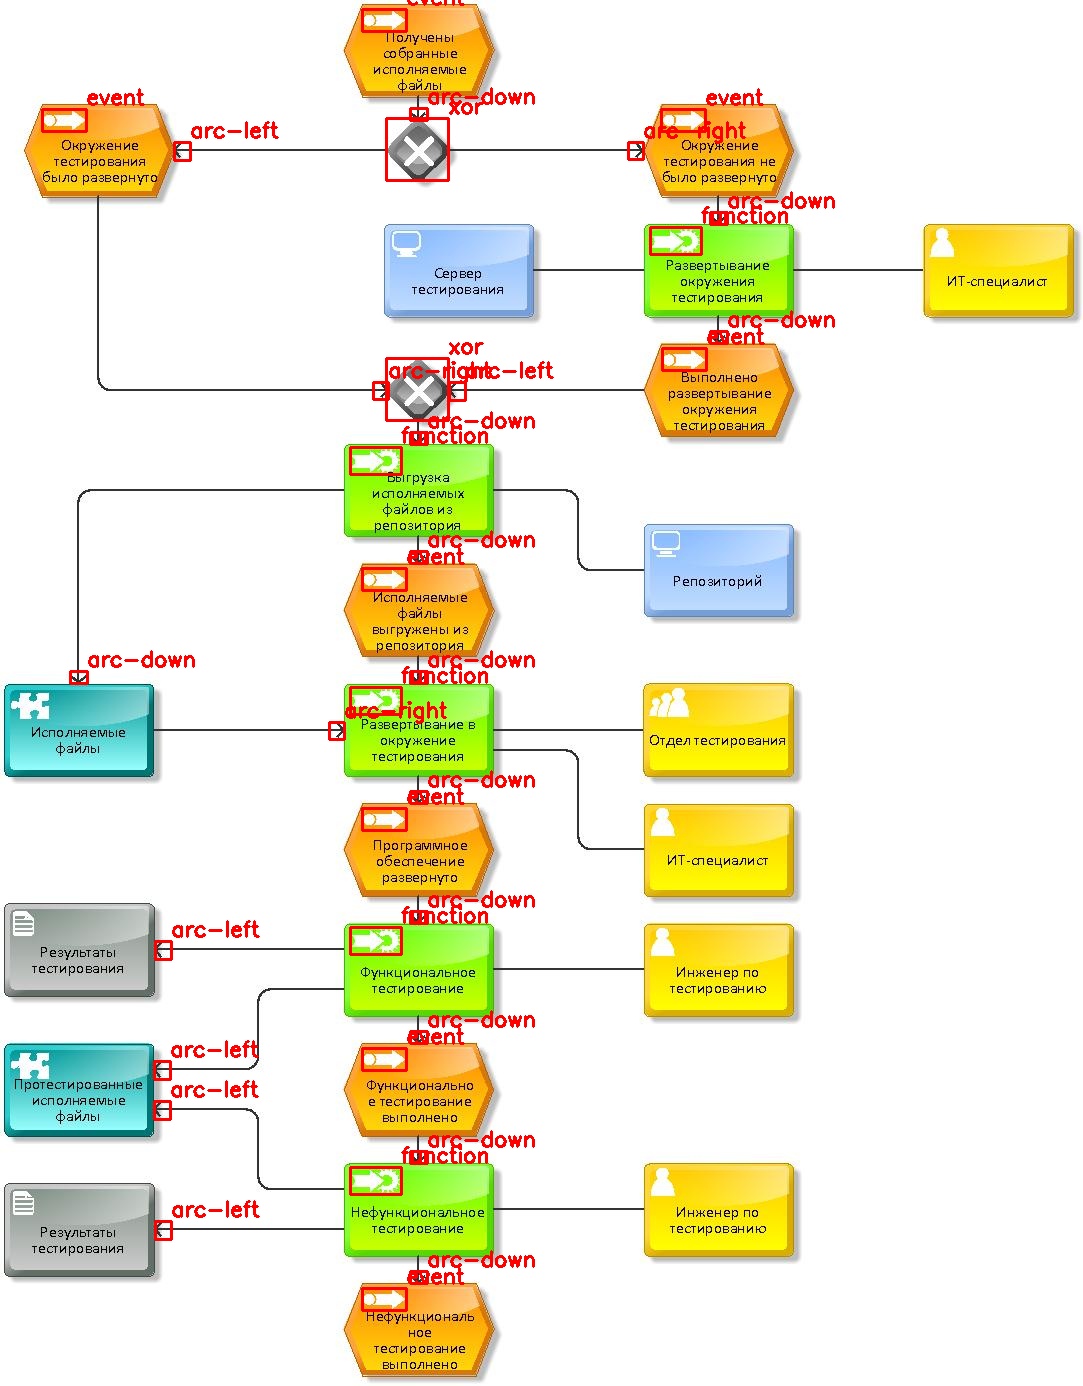 event
Получены
собранные
исполняемые
файлы
arc-down
xor
event
Окружение
тестирования
было развернуто
arc-left
event
arc-right
Окружение
тестирования не
было развернуто
arc-down
function
Сервер
тестирования
Развертывание
окружения
тестирования
ИТ-специалист
arc-down
event
xor
arc-right
arc-left
Выполнено
развертывание
окружения
тестирования
arc-down
function
Выгрузка
исполняемых
файлов из
репозитория
arc-down
event
Репозиторий
Исполняемые
файлы
выгружены из
репозитория
arc-down
arc-down
function
Исполняемые
файлы
arc-right
Развертывание в
окружение
тестирования
Отдел тестирования
arc-down
event
Программное
обеспечение
развернуто
ИТ-специалист
arc-down
function
Результаты
тестирования
arc-left
Функциональное
тестирование
Инженер по
тестированию
arc-down
event
arc-left
Протестированные
исполняемые
файлы
arc-left
Функционально
е тестирование
выполнено
arc-down
function
Результаты
тестирования
arc-left
Нефункциональное
тестирование
Инженер по
тестированию
arc-down
event
Нефункциональ
ное
тестирование
выполнено